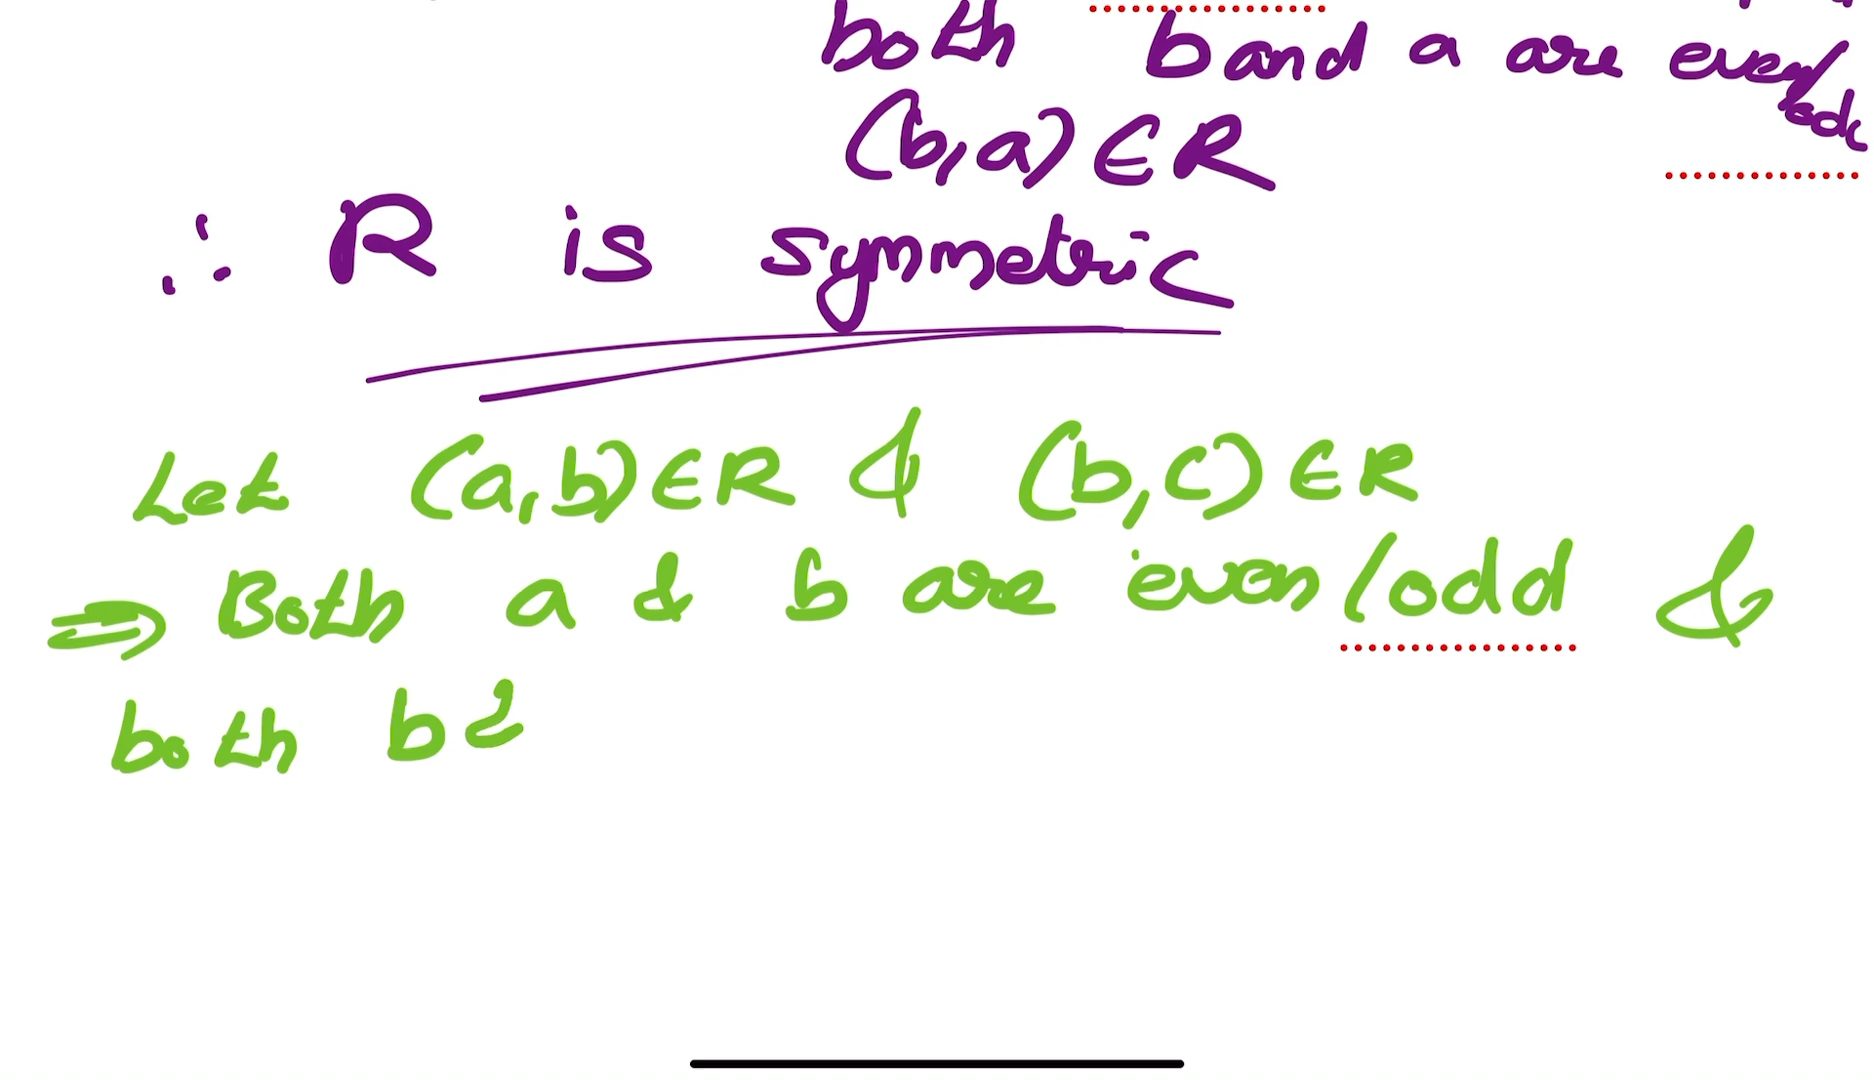 both b and a are even/odd
(b,a) ∈ R
∴ R is symmetric
Let (a,b) ∈ R & (b,c) ∈ R
⇒ Both a & b are even/odd &
both b &